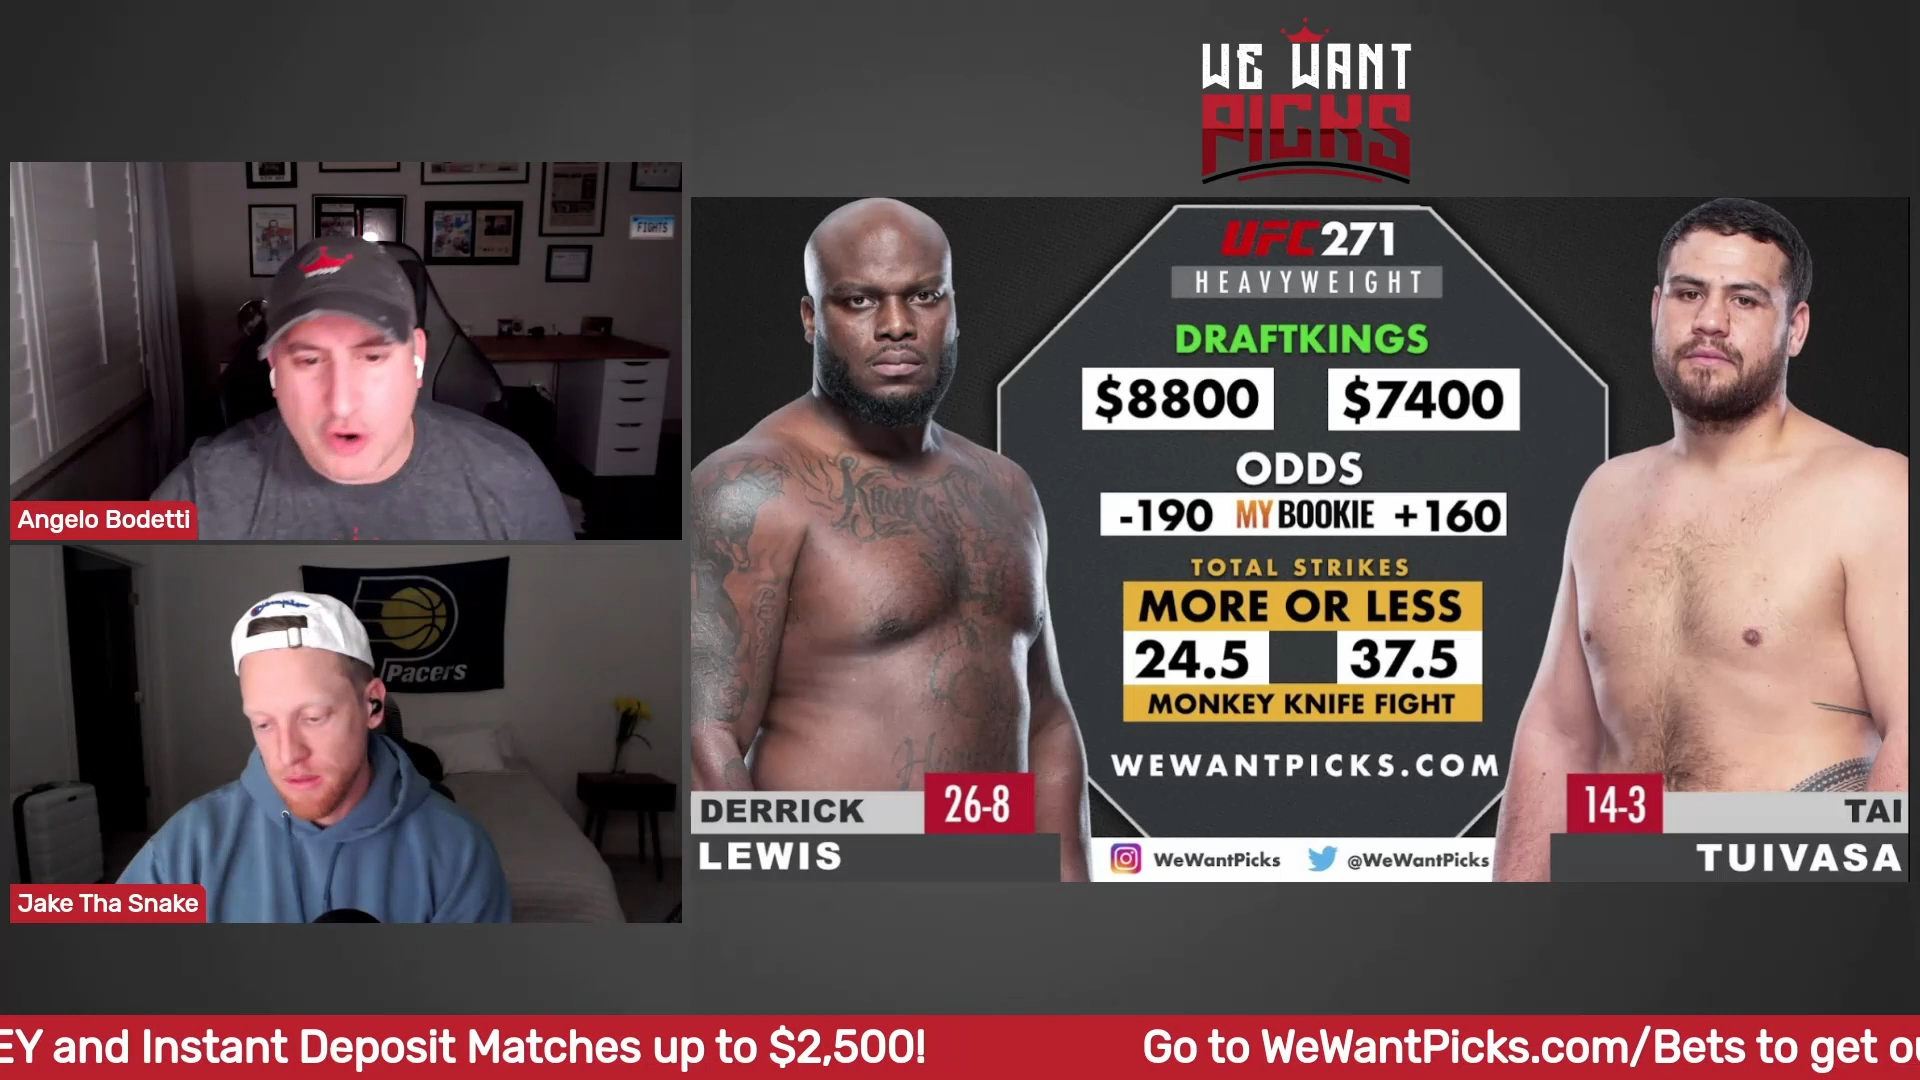 WE WANT
PICKS
FIGHTS
Angelo Bodetti
Pacers
Jake Tha Snake
UFC 271
HEAVYWEIGHT
DRAFTKINGS
$8800 $7400
ODDS
-190 MYBOOKIE +160
TOTAL STRIKES
MORE OR LESS
24.5 37.5
MONKEY KNIFE FIGHT
WEWANTPICKS.COM
DERRICK 26-8
LEWIS
14-3 TAI
TUIVASA
WeWantPicks @WeWantPicks
EY and Instant Deposit Matches up to $2,500! Go to WeWantPicks.com/Bets to get